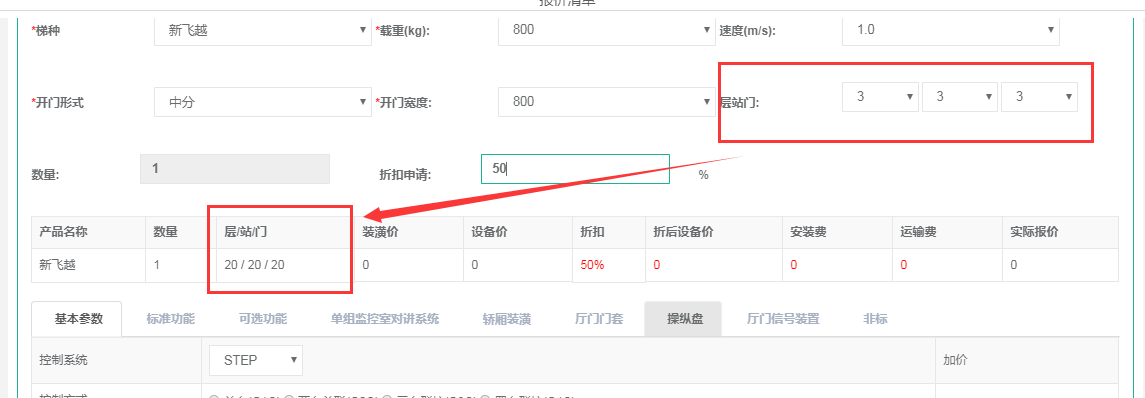 报价清单
*梯种 新飞越 *载重(kg): 800 速度(m/s): 1.0
*开门形式 中分 *开门宽度: 800 层站门: 3 3 3
数量: 1 折扣申请: 50 %
产品名称 数量 层/站/门 装潢价 设备价 折扣 折后设备价 安装费 运输费 实际报价
新飞越 1 20 / 20 / 20 0 0 50% 0 0 0 0
基本参数 标准功能 可选功能 单组监控室对讲系统 轿厢装潢 厅门门套 操纵盘 厅门信号装置 非标
控制系统 STEP 加价